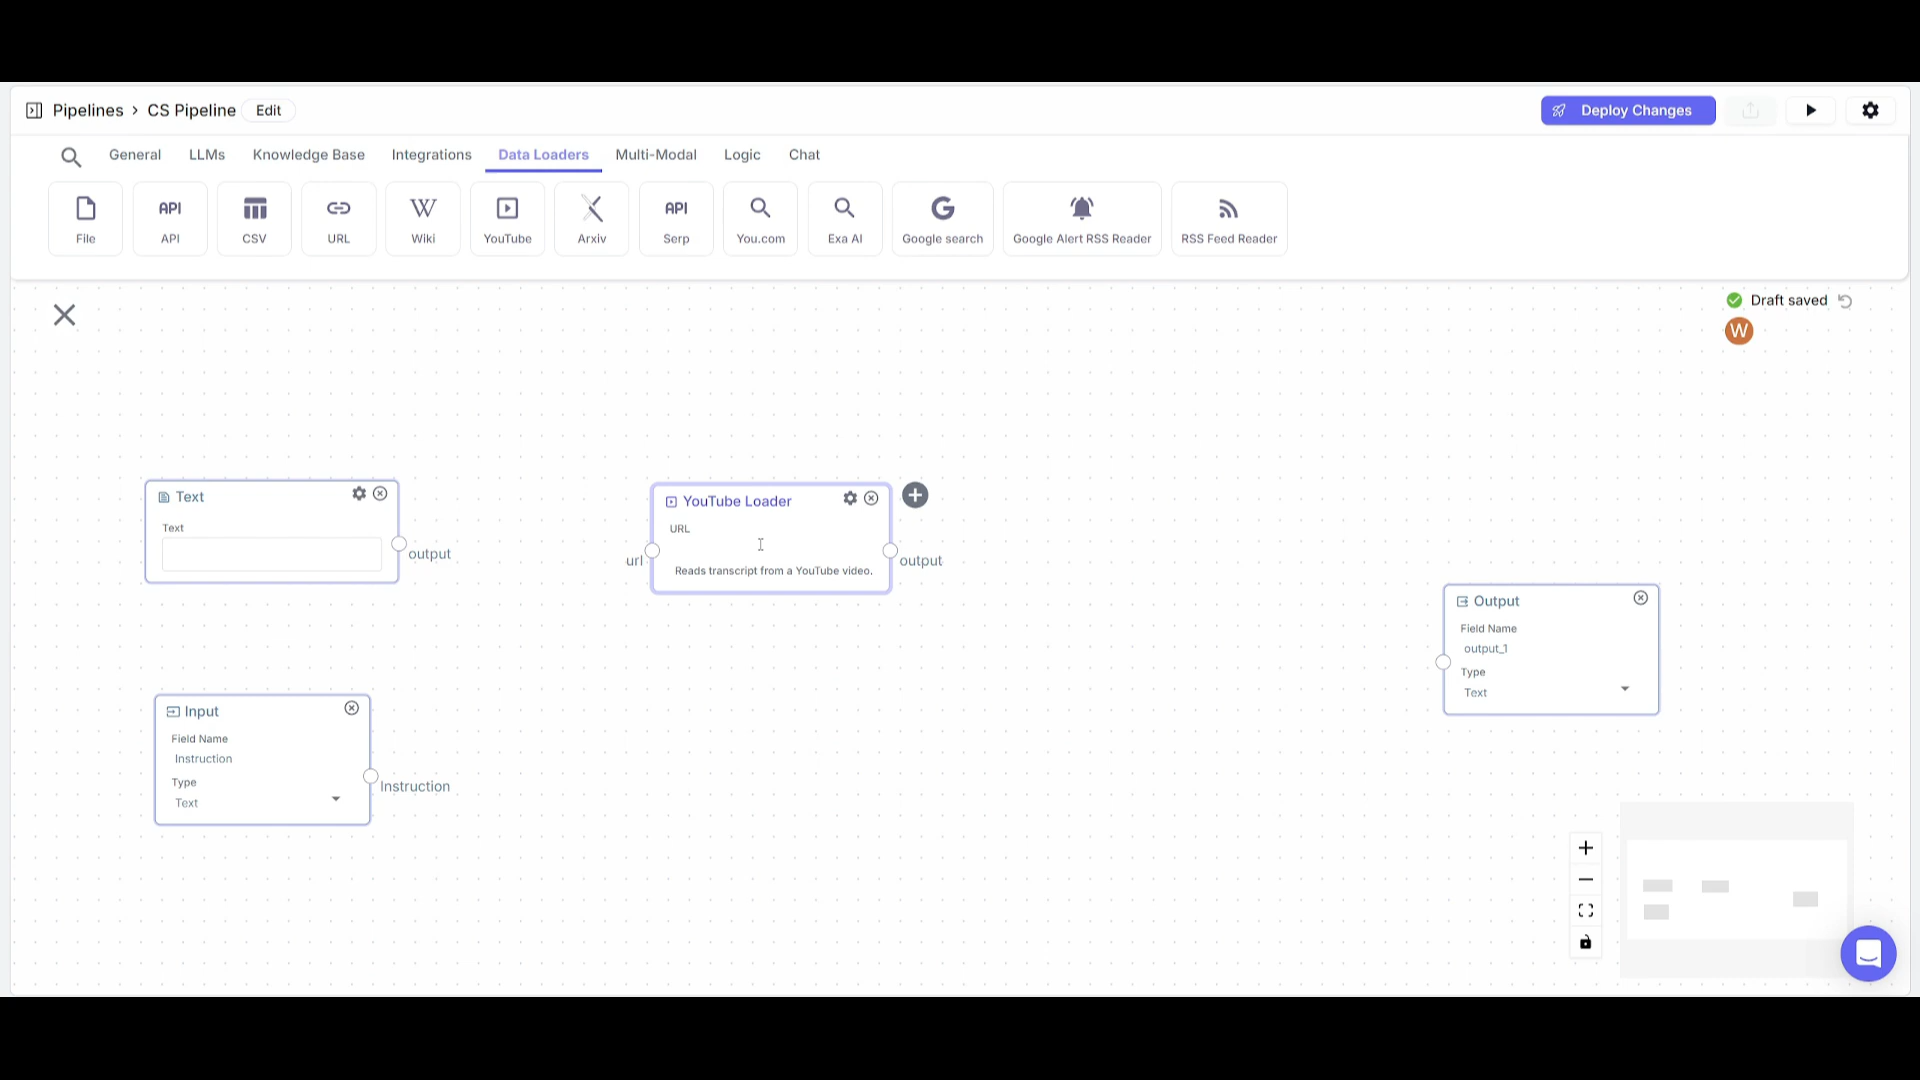 Pipelines > CS Pipeline Edit
Deploy Changes
General LLMs Knowledge Base Integrations Data Loaders Multi-Modal Logic Chat
API API
File API CSV URL Wiki YouTube Arxiv Serp You.com Exa AI Google search Google Alert RSS Reader RSS Feed Reader
Draft saved
W
Text
Text
output
YouTube Loader
URL
url
Reads transcript from a YouTube video.
output
Output
Field Name
output_1
Type
Text
Input
Field Name
Instruction
Type
Text
Instruction